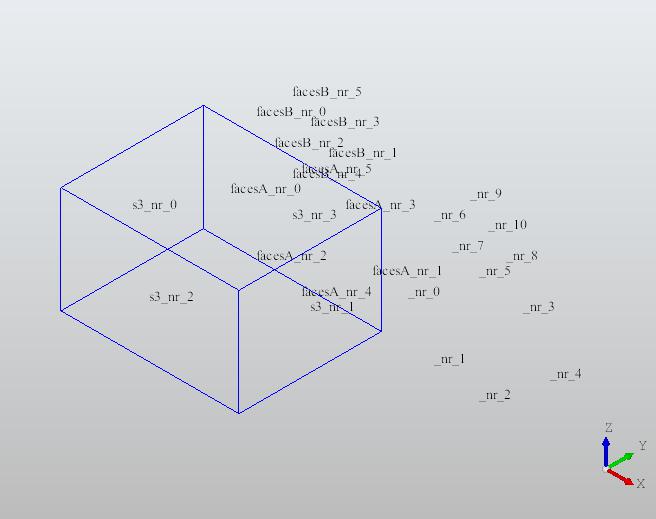 facesB_nr_5
facesB_nr_0
facesB_nr_3
facesB_nr_2
facesB_nr_1
facesA_nr_5
facesB_nr_4
facesA_nr_0
_nr_9
s3_nr_0
facesA_nr_3
s3_nr_3
_nr_6
_nr_10
_nr_7
facesA_nr_2
_nr_8
facesA_nr_1
_nr_5
facesA_nr_4
_nr_0
s3_nr_2
s3_nr_1
_nr_3
_nr_1
_nr_4
_nr_2
Z
Y
X